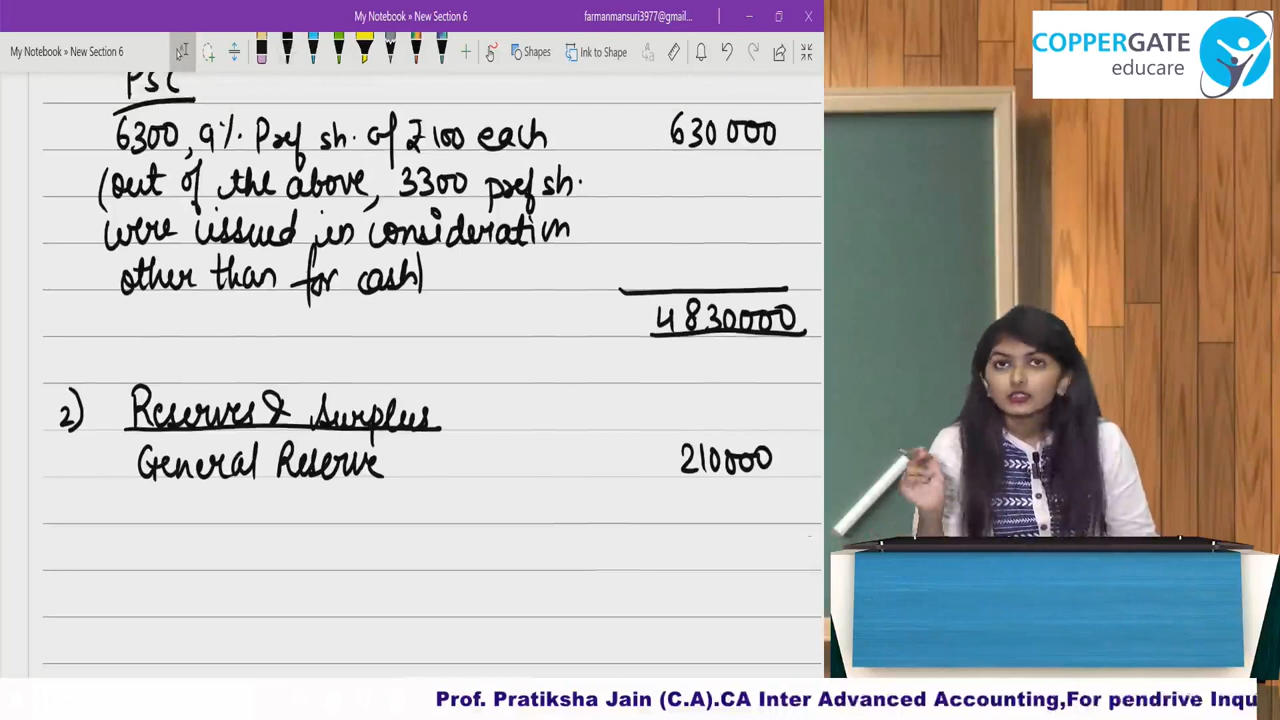 My Notebook » New Section 6
farmanmansuri3977@gmail...
My Notebook » New Section 6
Shapes
Ink to Shape
COPPERGATE
educare
PSC
6300, 9% Pref sh. of ₹100 each 630000
(out of the above, 3300 pref sh.
were issued in consideration
other than for cash)
4830000
2) Reserves & Surplus
General Reserve 210000
Prof. Pratiksha Jain (C.A).CA Inter Advanced Accounting,For pendrive Inqu